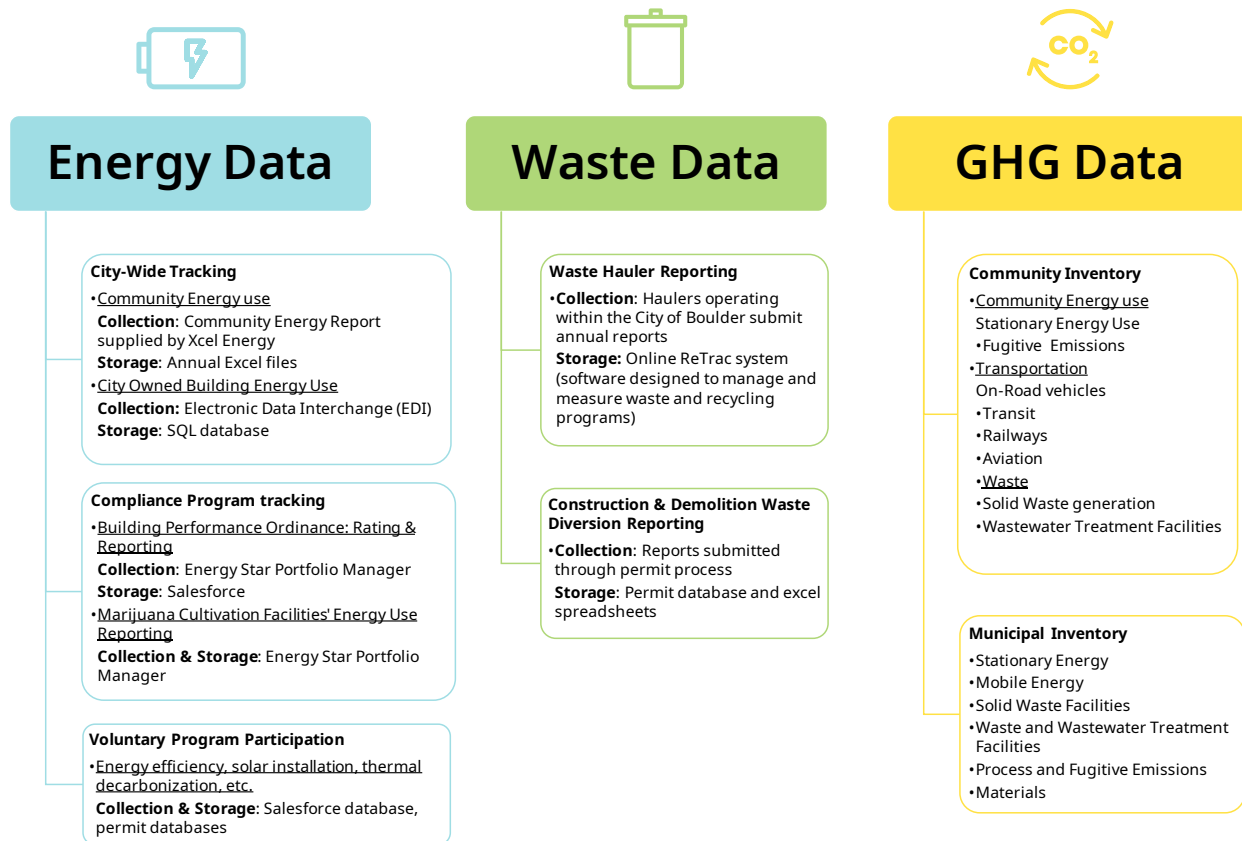 Energy Data
City-Wide Tracking
•Community Energy use
Collection: Community Energy Report
supplied by Xcel Energy
Storage: Annual Excel files
•City Owned Building Energy Use
Collection: Electronic Data Interchange (EDI)
Storage: SQL database
Compliance Program tracking
•Building Performance Ordinance: Rating &
Reporting
Collection: Energy Star Portfolio Manager
Storage: Salesforce
•Marijuana Cultivation Facilities' Energy Use
Reporting
Collection & Storage: Energy Star Portfolio
Manager
Voluntary Program Participation
•Energy efficiency, solar installation, thermal
decarbonization, etc.
Collection & Storage: Salesforce database,
permit databases
Waste Data
Waste Hauler Reporting
•Collection: Haulers operating
within the City of Boulder submit
annual reports
Storage: Online ReTrac system
(software designed to manage and
measure waste and recycling
programs)
Construction & Demolition Waste
Diversion Reporting
•Collection: Reports submitted
through permit process
Storage: Permit database and excel
spreadsheets
CO2
GHG Data
Community Inventory
•Community Energy use
Stationary Energy Use
•Fugitive Emissions
•Transportation
On-Road vehicles
•Transit
•Railways
•Aviation
•Waste
•Solid Waste generation
•Wastewater Treatment Facilities
Municipal Inventory
•Stationary Energy
•Mobile Energy
•Solid Waste Facilities
•Waste and Wastewater Treatment
Facilities
•Process and Fugitive Emissions
•Materials